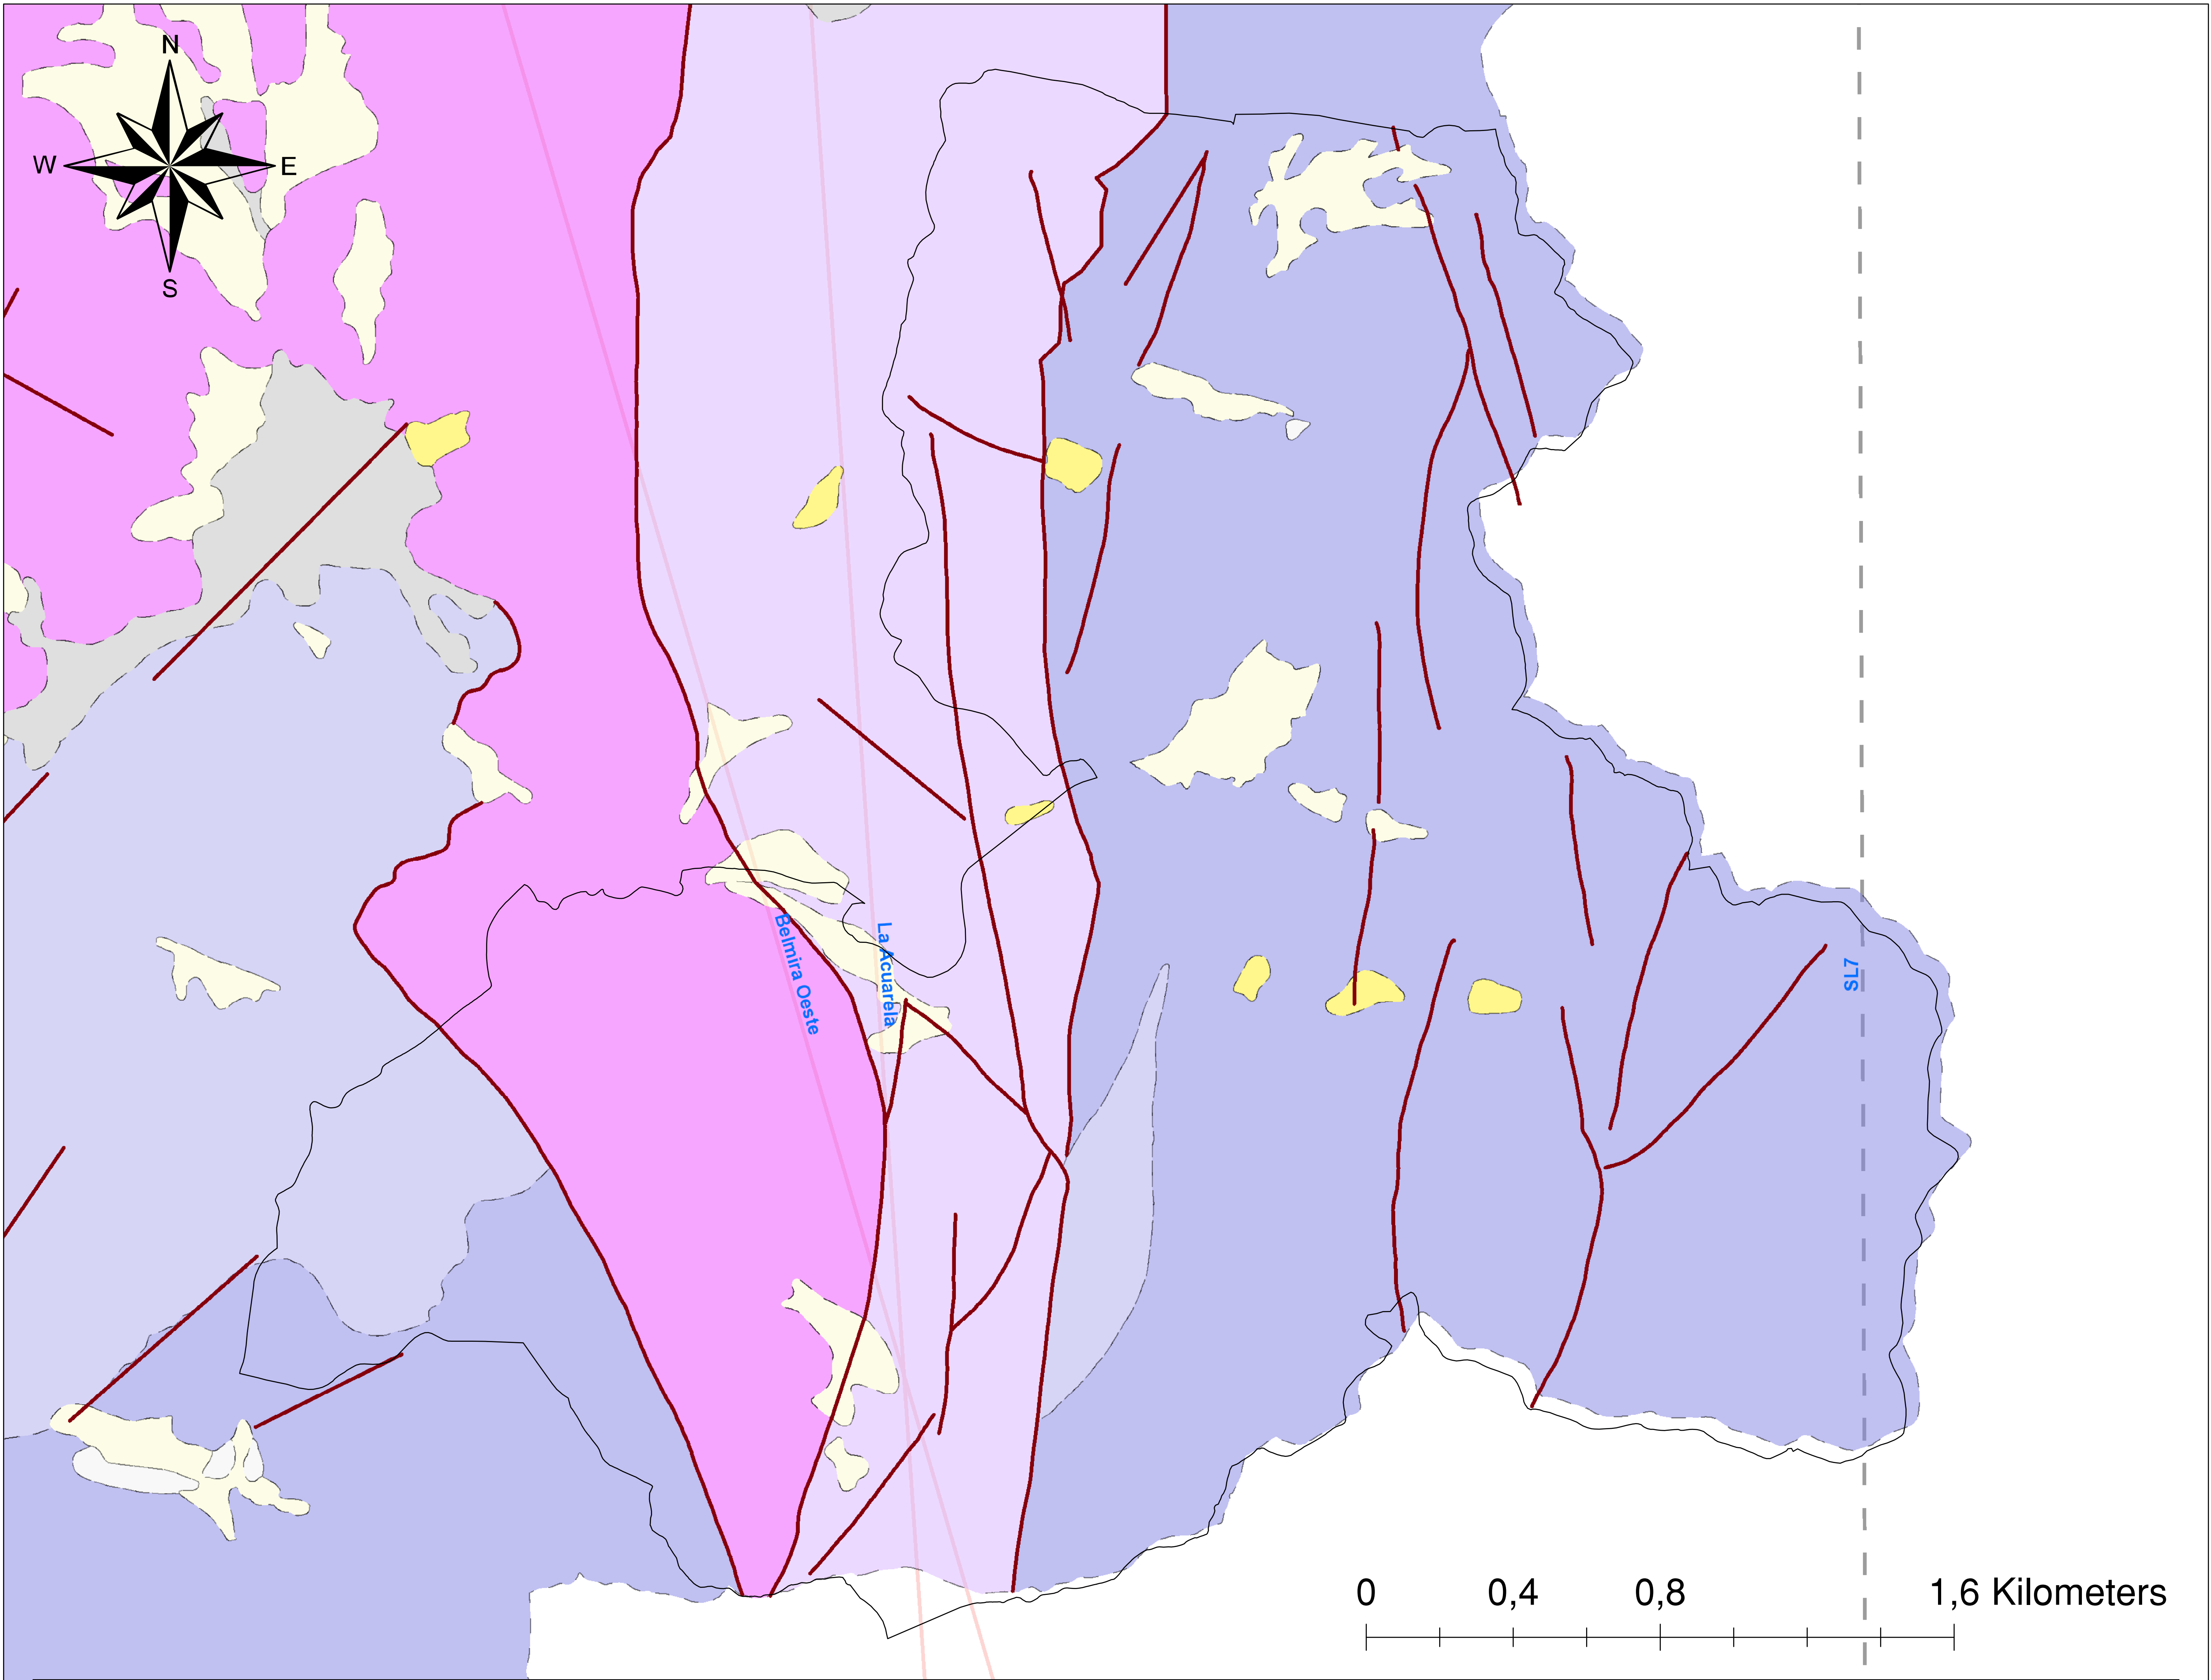 N
W
E
S
Belmira Oeste
La Acuarela
SL7
0 0,4 0,8 1,6 Kilometers